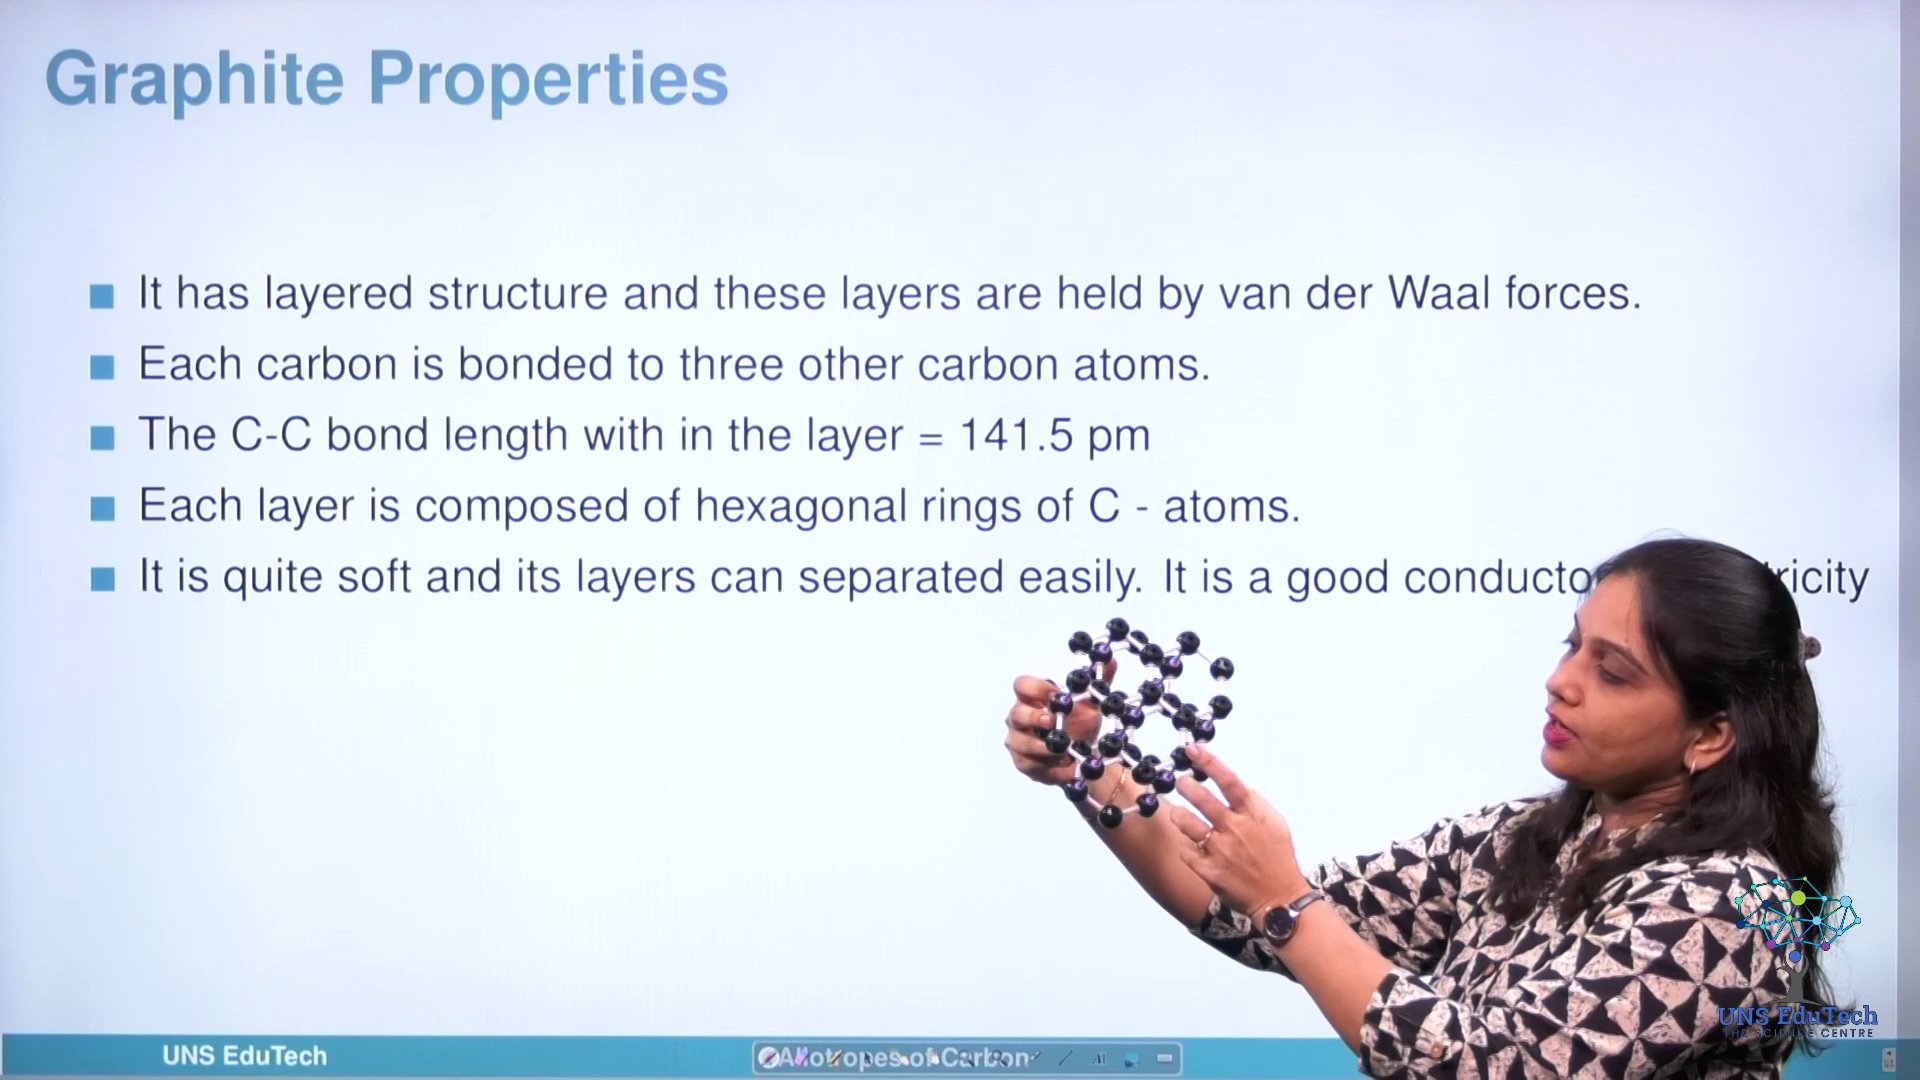 Graphite Properties
It has layered structure and these layers are held by van der Waal forces.
Each carbon is bonded to three other carbon atoms.
The C-C bond length with in the layer = 141.5 pm
Each layer is composed of hexagonal rings of C - atoms.
It is quite soft and its layers can separated easily. It is a good
UNS EduTech
THE SCIENCE CENTRE
UNS EduTech
Allotropes of Carbon